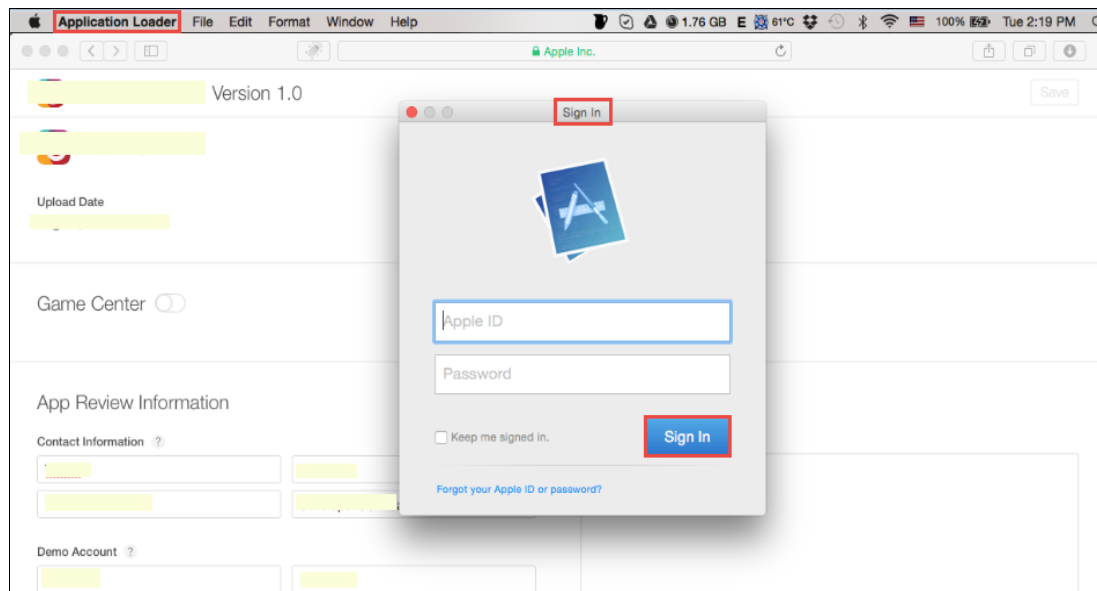 Application Loader File Edit Format Window Help 1.76 GB E 61°C 100% Tue 2:19 PM
Apple Inc.
Version 1.0
Save
Sign In
Upload Date
Game Center
Apple ID
Password
App Review Information
Keep me signed in.
Sign In
Contact Information ?
Forgot your Apple ID or password?
Demo Account ?